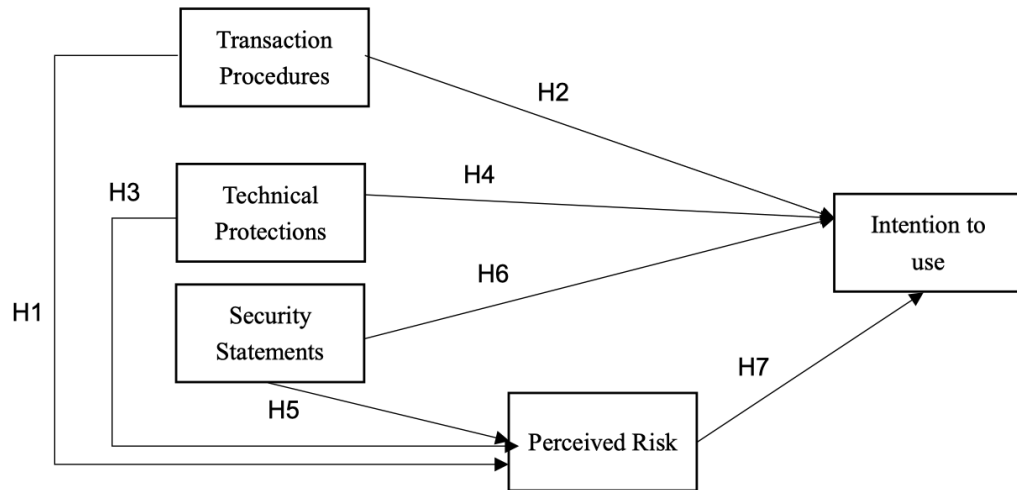 Transaction
Procedures
H2
H3
Technical
Protections
H4
Intention to
use
H6
H1
Security
Statements
H7
H5
Perceived Risk